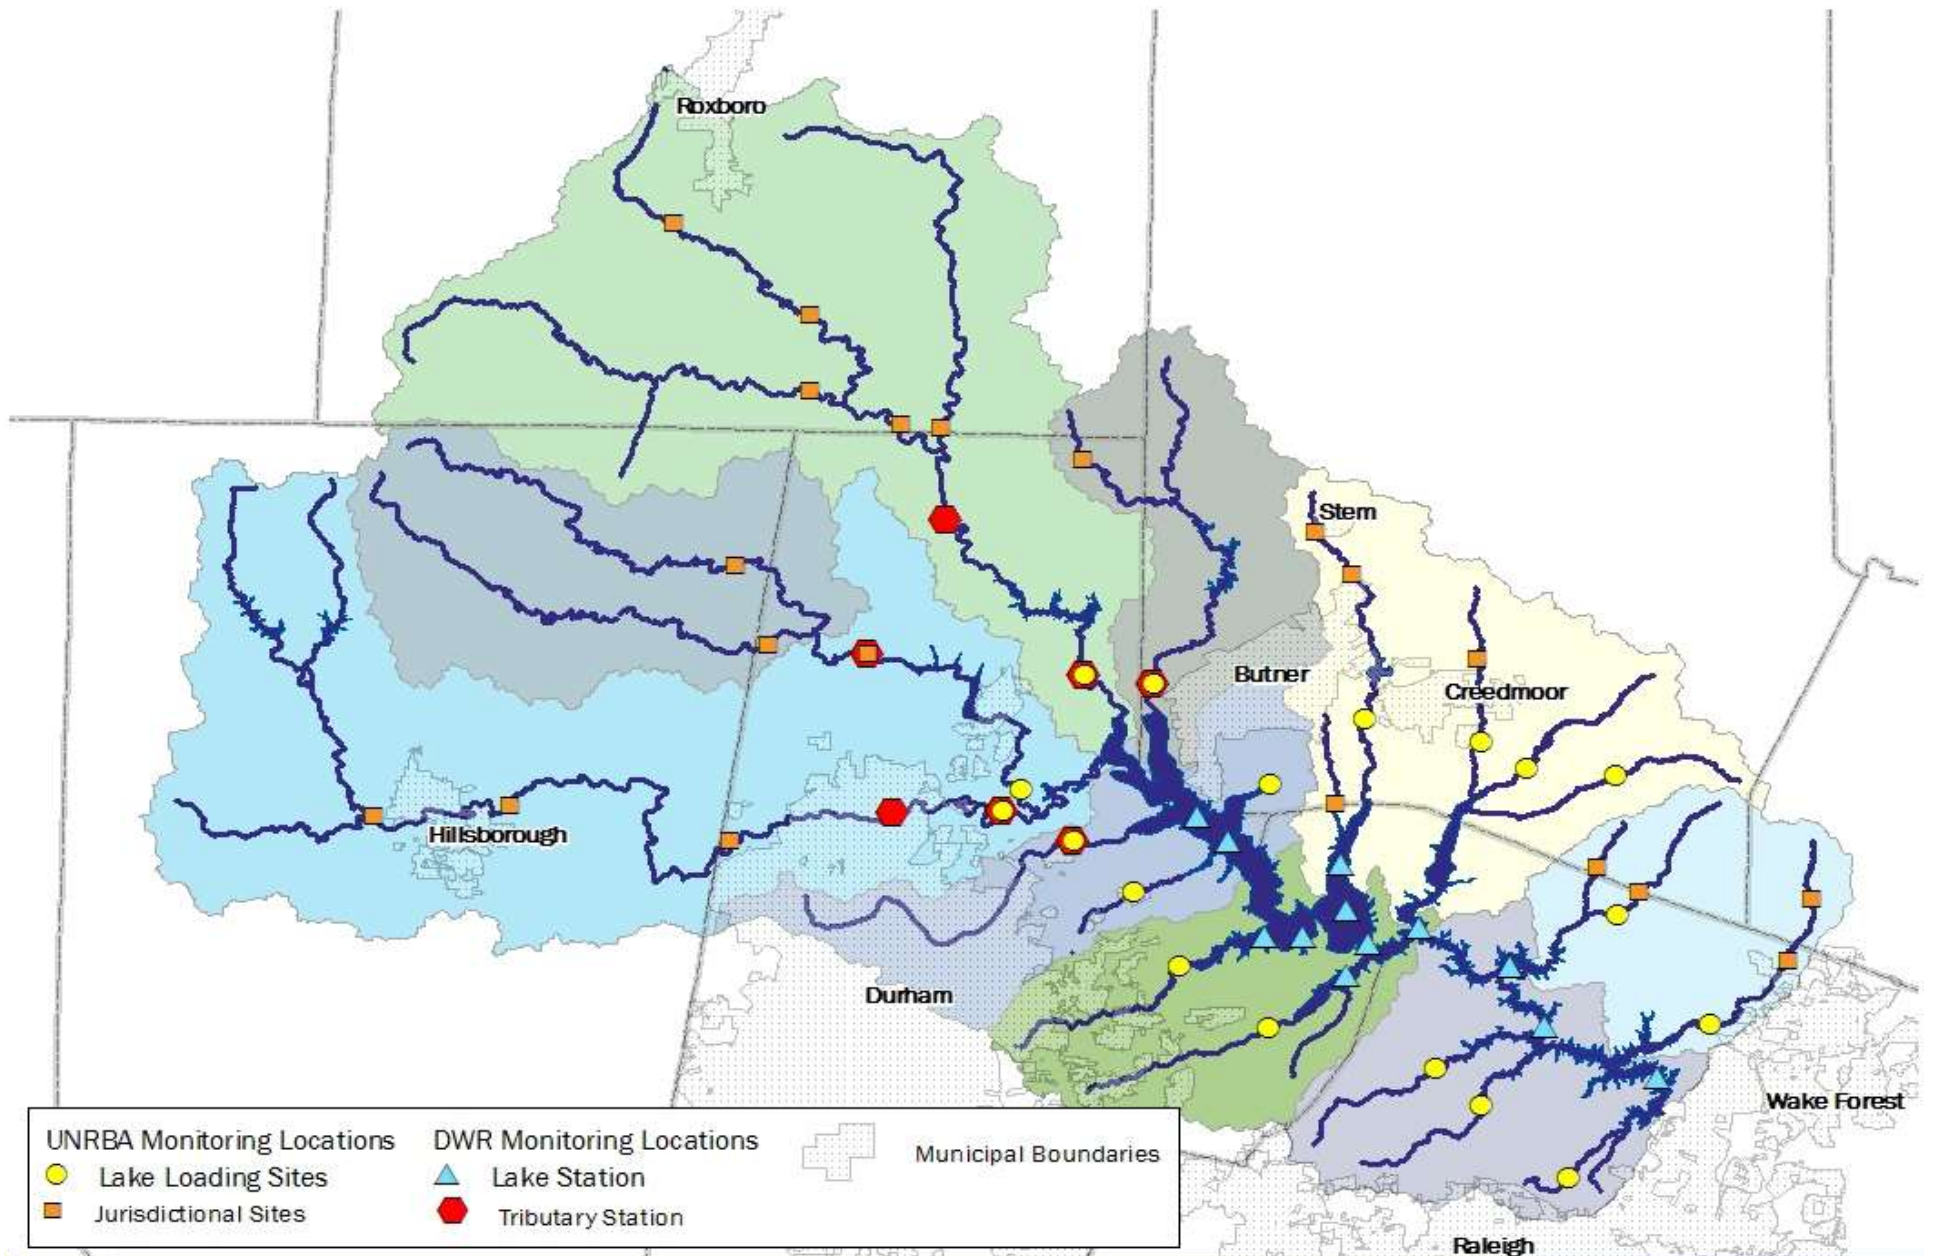 Roxboro
Stem
Butner
Creedmoor
Hillsborough
Durham
Wake Forest
Raleigh
UNRBA Monitoring Locations
Lake Loading Sites
Jurisdictional Sites
DWR Monitoring Locations
Lake Station
Tributary Station
Municipal Boundaries